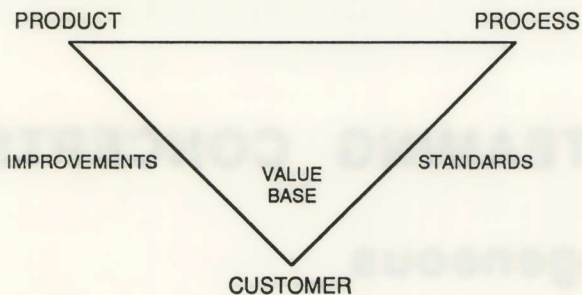 PRODUCT PROCESS
IMPROVEMENTS STANDARDS
VALUE
BASE
CUSTOMER